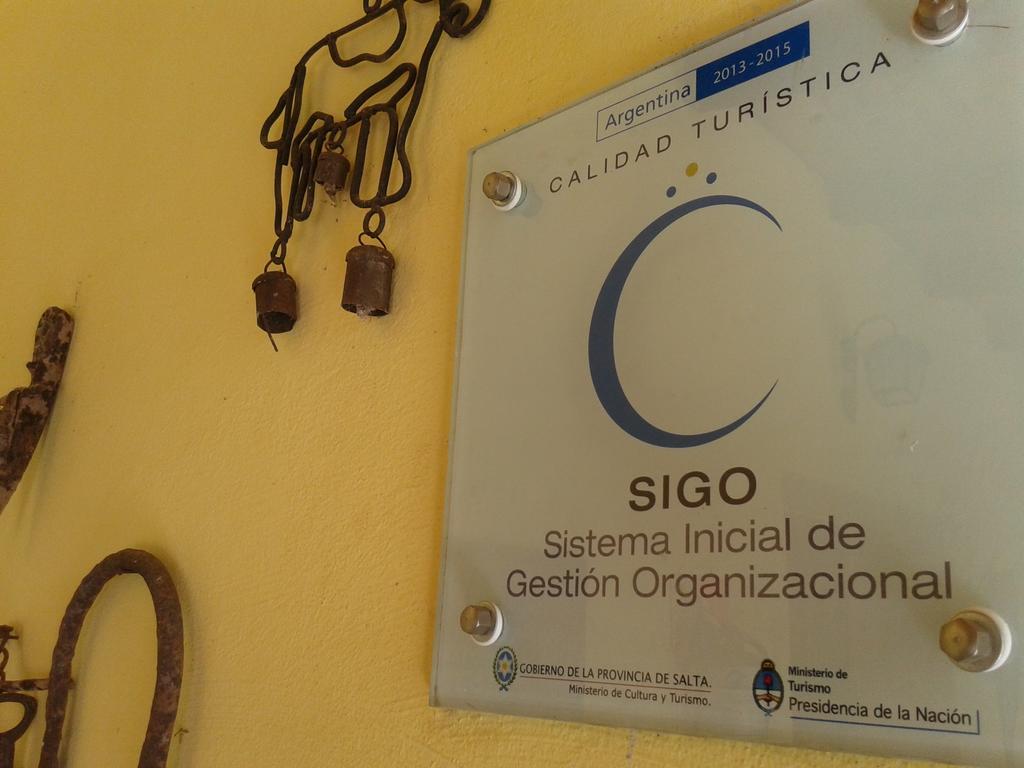 Argentina 2013-2015
CALIDAD TURÍSTICA
SIGO
Sistema Inicial de
Gestión Organizacional
GOBIERNO DE LA PROVINCIA DE SALTA.
Ministerio de Cultura y Turismo.
Ministerio de
Turismo
Presidencia de la Nación